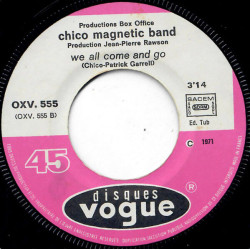 Productions Box Office
chico magnetic band
Production Jean-Pierre Rawson
we all come and go
(Chico-Patrick Garrell)
OXV. 555
(OXV. 555 B)
3'14
SACEM
Ed. Tub
45
C 1971
disques
vogue